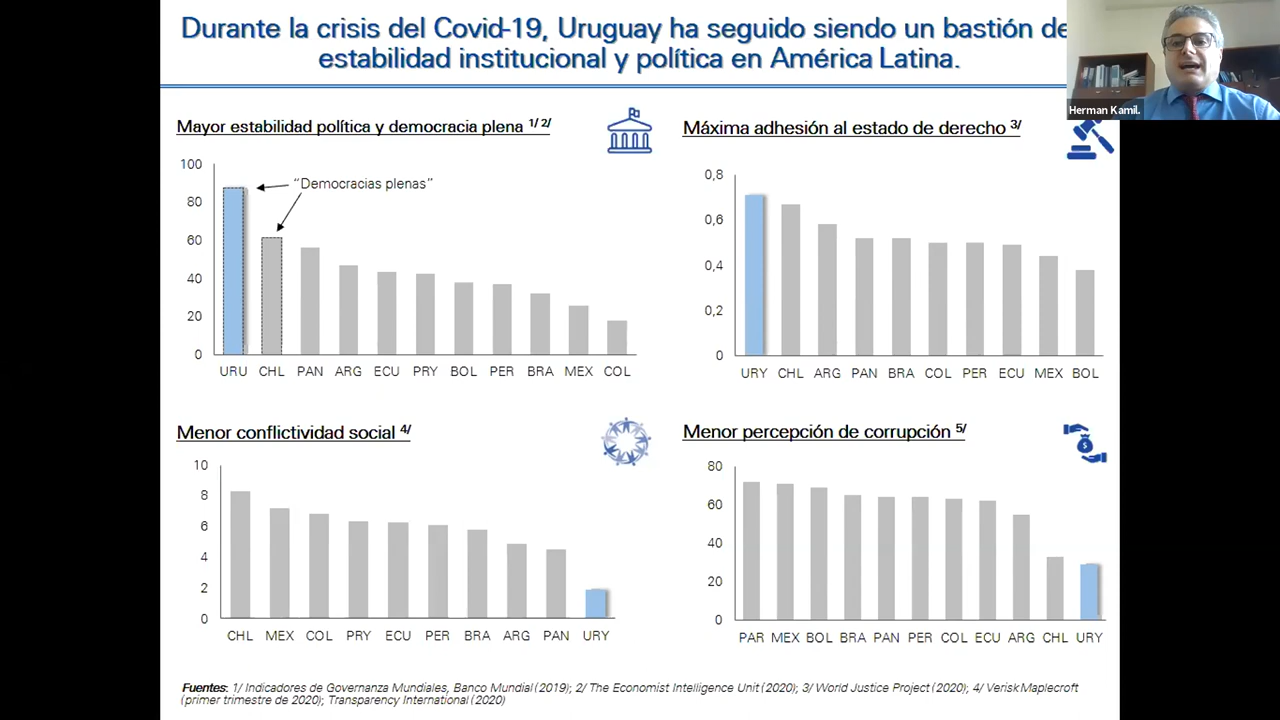 Durante la crisis del Covid-19, Uruguay ha seguido siendo un bastión de
estabilidad institucional y política en América Latina.
Herman Kamil.
Mayor estabilidad política y democracia plena 1/ 2/
100
80
60
40
20
0
"Democracias plenas"
URU CHL PAN ARG ECU PRY BOL PER BRA MEX COL
Máxima adhesión al estado de derecho 3/
0,8
0,6
0,4
0,2
0
URY CHL ARG PAN BRA COL PER ECU MEX BOL
Menor conflictividad social 4/
10
8
6
4
2
0
CHL MEX COL PRY ECU PER BRA ARG PAN URY
Menor percepción de corrupción 5/
80
60
40
20
0
PAR MEX BOL BRA PAN PER COL ECU ARG CHL URY
Fuentes: 1/ Indicadores de Governanza Mundiales, Banco Mundial (2019); 2/ The Economist Intelligence Unit (2020); 3/ World Justice Project (2020); 4/ Verisk Maplecroft
(primer trimestre de 2020); Transparency International (2020)